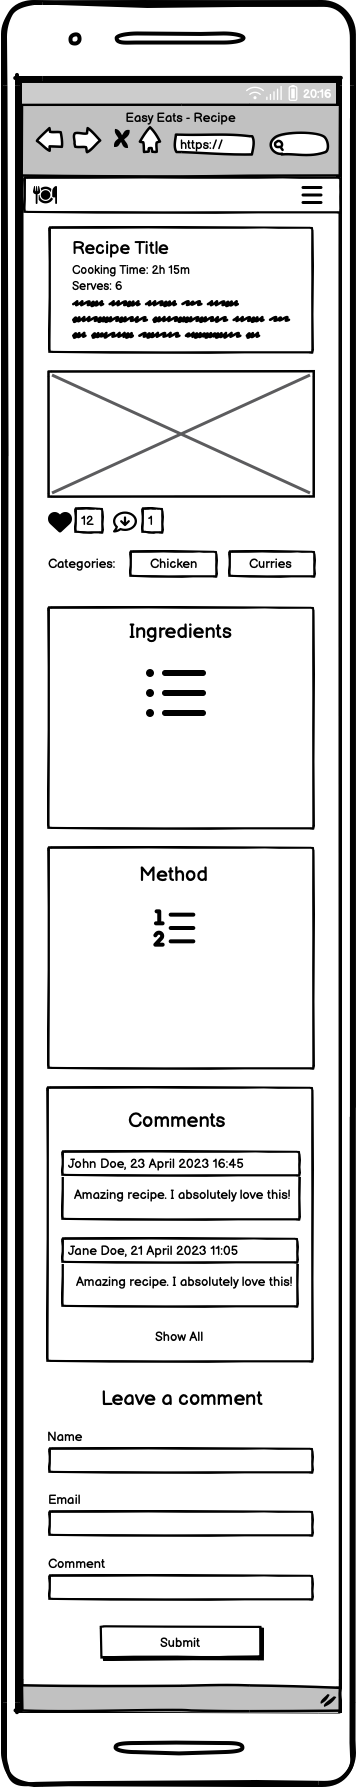 20:16
Easy Eats - Recipe
https://
Recipe Title
Cooking Time: 2h 15m
Serves: 6
12 1
Categories: Chicken Curries
Ingredients
Method
1
2
Comments
John Doe, 23 April 2023 16:45
Amazing recipe. I absolutely love this!
Jane Doe, 21 April 2023 11:05
Amazing recipe. I absolutely love this!
Show All
Leave a comment
Name
Email
Comment
Submit